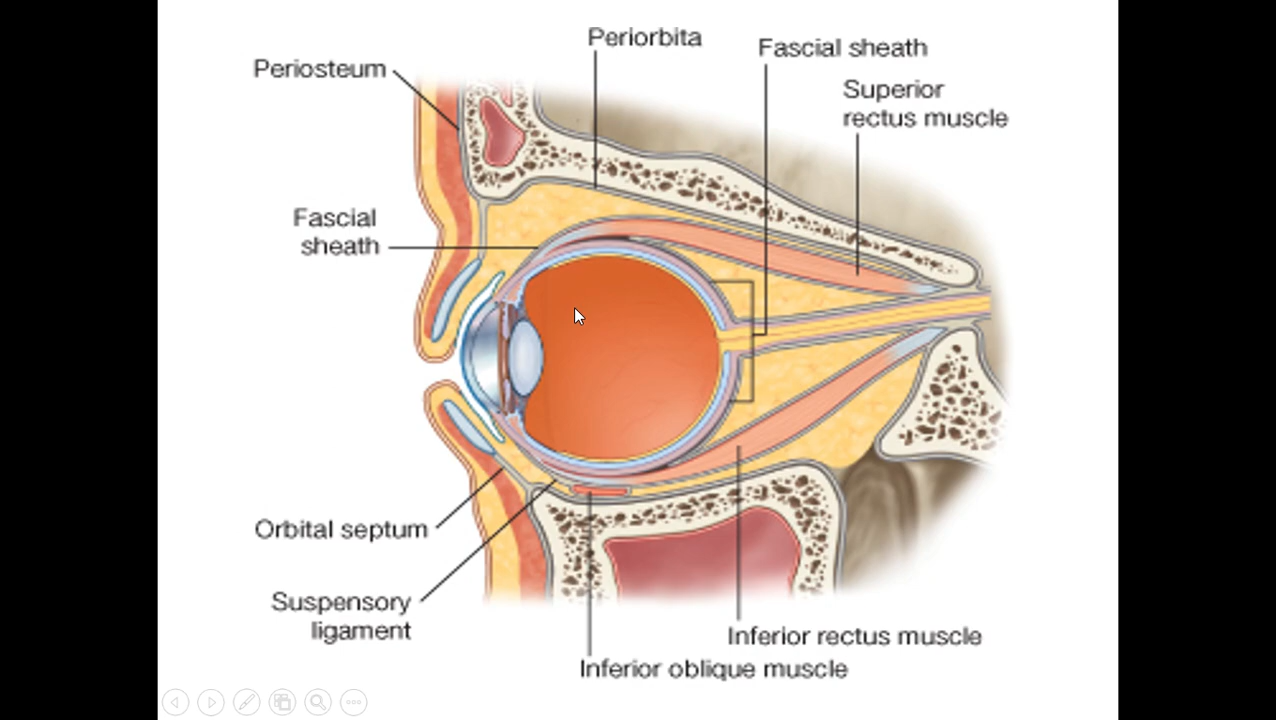 Periorbita
Fascial sheath
Periosteum
Superior
rectus muscle
Fascial
sheath
Orbital septum
Suspensory
ligament
Inferior rectus muscle
Inferior oblique muscle